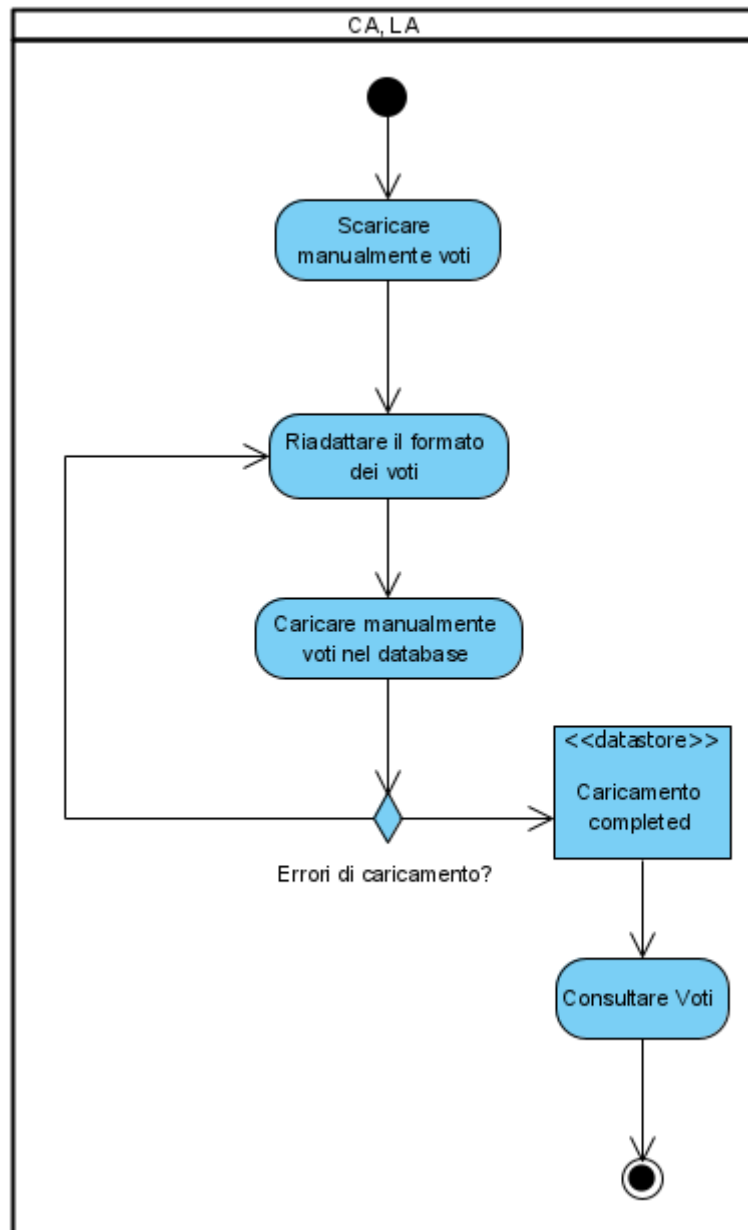 CA, LA
Scaricare
manualmente voti
Riadattare il formato
dei voti
Caricare manualmente
voti nel database
<<datastore>>
Caricamento
completed
Errori di caricamento?
Consultare Voti